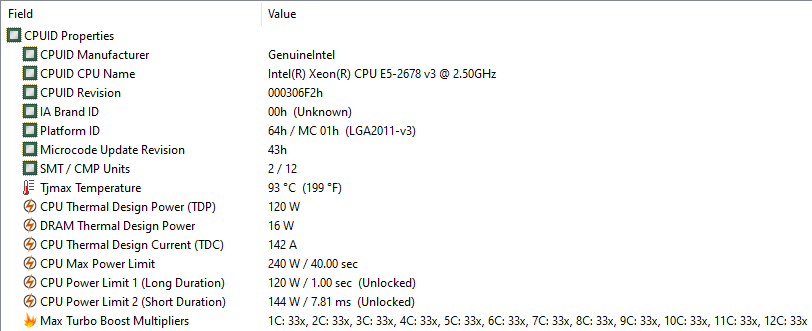 Field Value
CPUID Properties
CPUID Manufacturer GenuineIntel
CPUID CPU Name Intel(R) Xeon(R) CPU E5-2678 v3 @ 2.50GHz
CPUID Revision 000306F2h
IA Brand ID 00h (Unknown)
Platform ID 64h / MC 01h (LGA2011-v3)
Microcode Update Revision 43h
SMT / CMP Units 2 / 12
Tjmax Temperature 93 °C (199 °F)
CPU Thermal Design Power (TDP) 120 W
DRAM Thermal Design Power 16 W
CPU Thermal Design Current (TDC) 142 A
CPU Max Power Limit 240 W / 40.00 sec
CPU Power Limit 1 (Long Duration) 120 W / 1.00 sec (Unlocked)
CPU Power Limit 2 (Short Duration) 144 W / 7.81 ms (Unlocked)
Max Turbo Boost Multipliers 1C: 33x, 2C: 33x, 3C: 33x, 4C: 33x, 5C: 33x, 6C: 33x, 7C: 33x, 8C: 33x, 9C: 33x, 10C: 33x, 11C: 33x, 12C: 33x